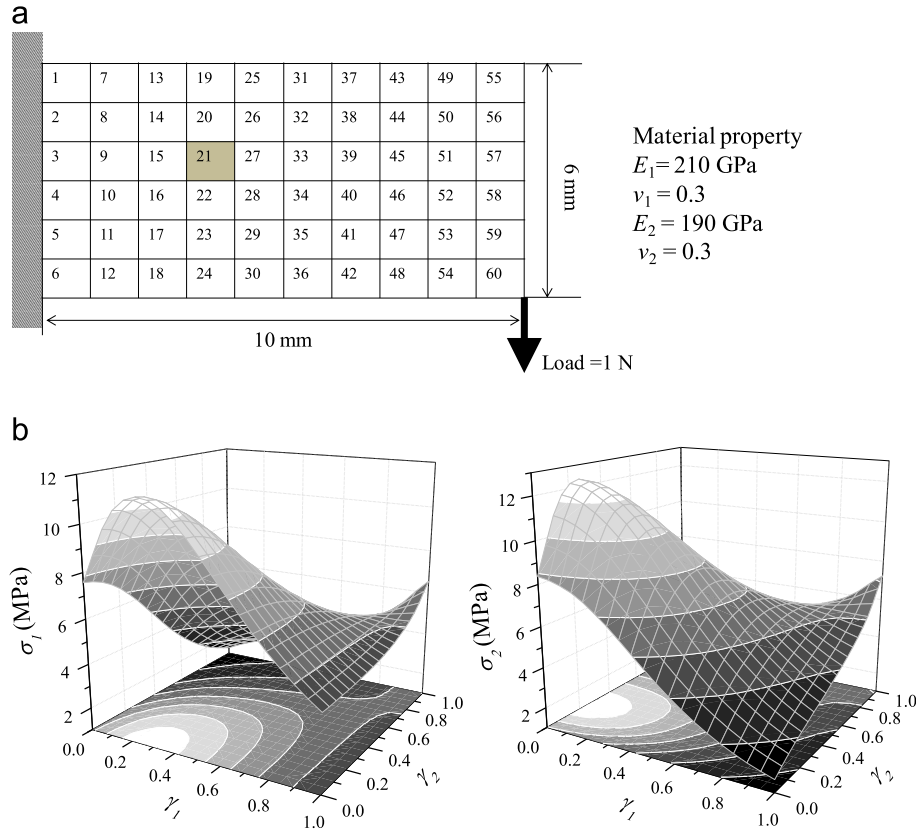 a
1 7 13 19 25 31 37 43 49 55
2 8 14 20 26 32 38 44 50 56
3 9 15 21 27 33 39 45 51 57
4 10 16 22 28 34 40 46 52 58
5 11 17 23 29 35 41 47 53 59
6 12 18 24 30 36 42 48 54 60
6 mm
10 mm
Load =1 N
Material property
E1= 210 GPa
ν1 = 0.3
E2 = 190 GPa
ν2 = 0.3
b
12
10
8
6
4
2
σ1 (MPa)
0.0 0.2 0.4 0.6 0.8 1.0
γ1
0.0 0.2 0.4 0.6 0.8 1.0
γ2
12
10
8
6
4
2
σ2 (MPa)
0.0 0.2 0.4 0.6 0.8 1.0
γ1
0.0 0.2 0.4 0.6 0.8 1.0
γ2